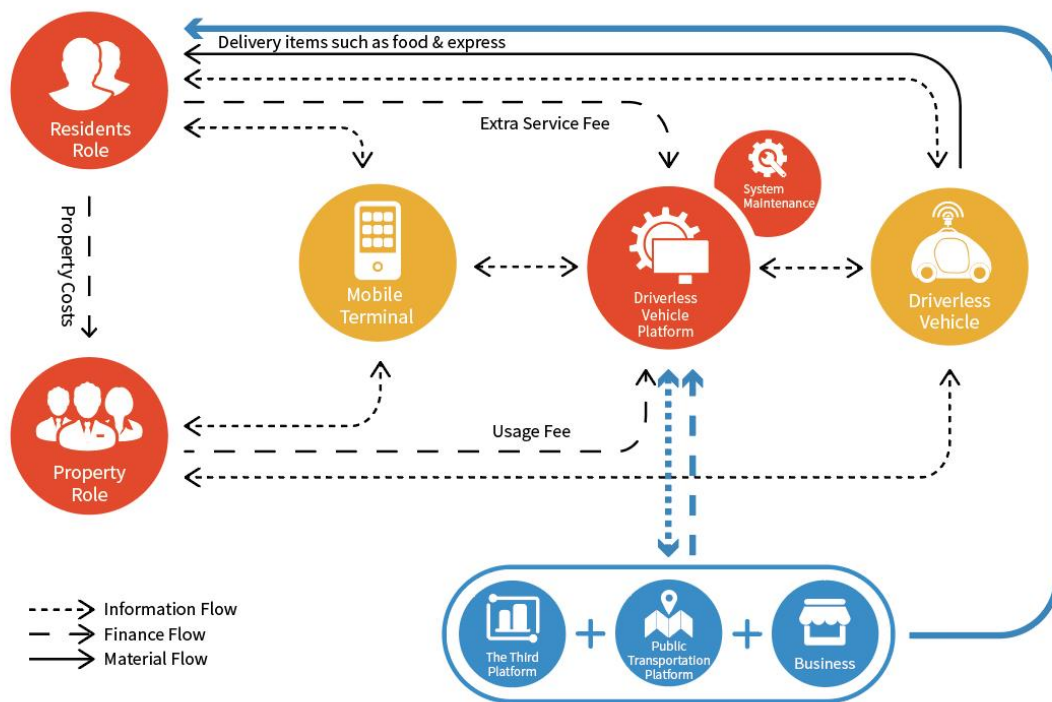 Delivery items such as food & express
Residents
Role
Extra Service Fee
System
Maintenance
Property Costs
Mobile
Terminal
Driverless
Vehicle
Platform
Driverless
Vehicle
Usage Fee
Property
Role
Information Flow
Finance Flow
Material Flow
The Third
Platform
+
Public
Transportation
Platform
+
Business